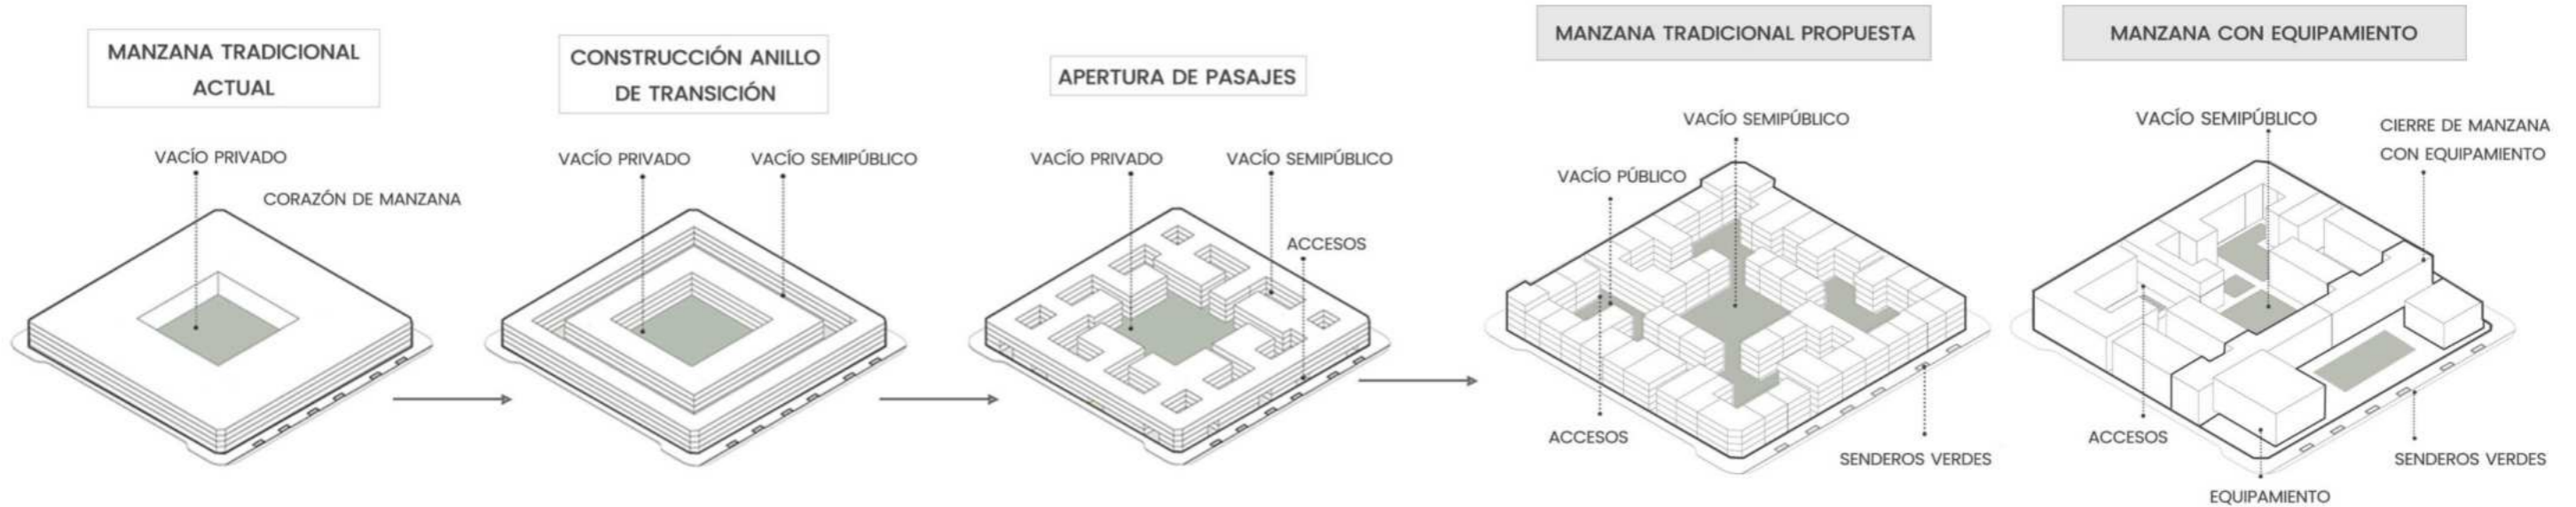 MANZANA TRADICIONAL
ACTUAL
VACÍO PRIVADO
CORAZÓN DE MANZANA
CONSTRUCCIÓN ANILLO
DE TRANSICIÓN
VACÍO PRIVADO
VACÍO SEMIPÚBLICO
APERTURA DE PASAJES
VACÍO PRIVADO
VACÍO SEMIPÚBLICO
ACCESOS
MANZANA TRADICIONAL PROPUESTA
VACÍO SEMIPÚBLICO
VACÍO PÚBLICO
ACCESOS
SENDEROS VERDES
MANZANA CON EQUIPAMIENTO
VACÍO SEMIPÚBLICO
CIERRE DE MANZANA
CON EQUIPAMIENTO
ACCESOS
SENDEROS VERDES
EQUIPAMIENTO